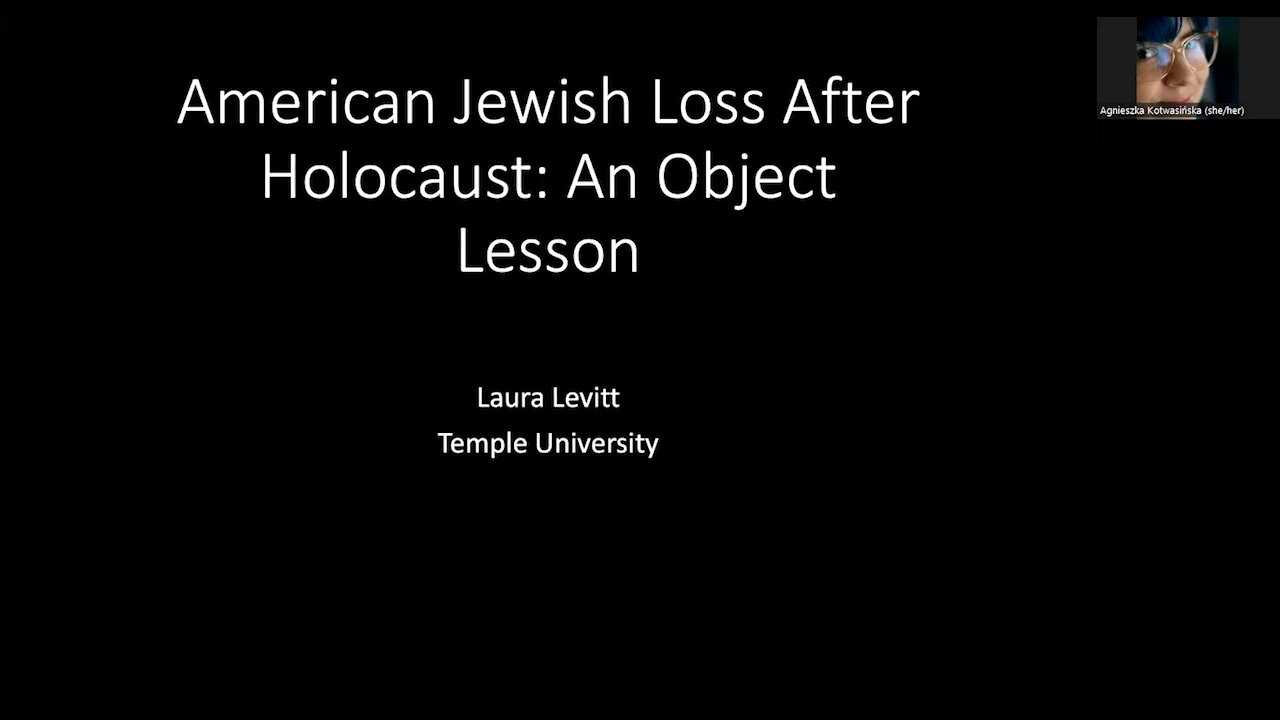 American Jewish Loss After
Holocaust: An Object
Lesson
Laura Levitt
Temple University
Agnieszka Kotwasińska (she/her)